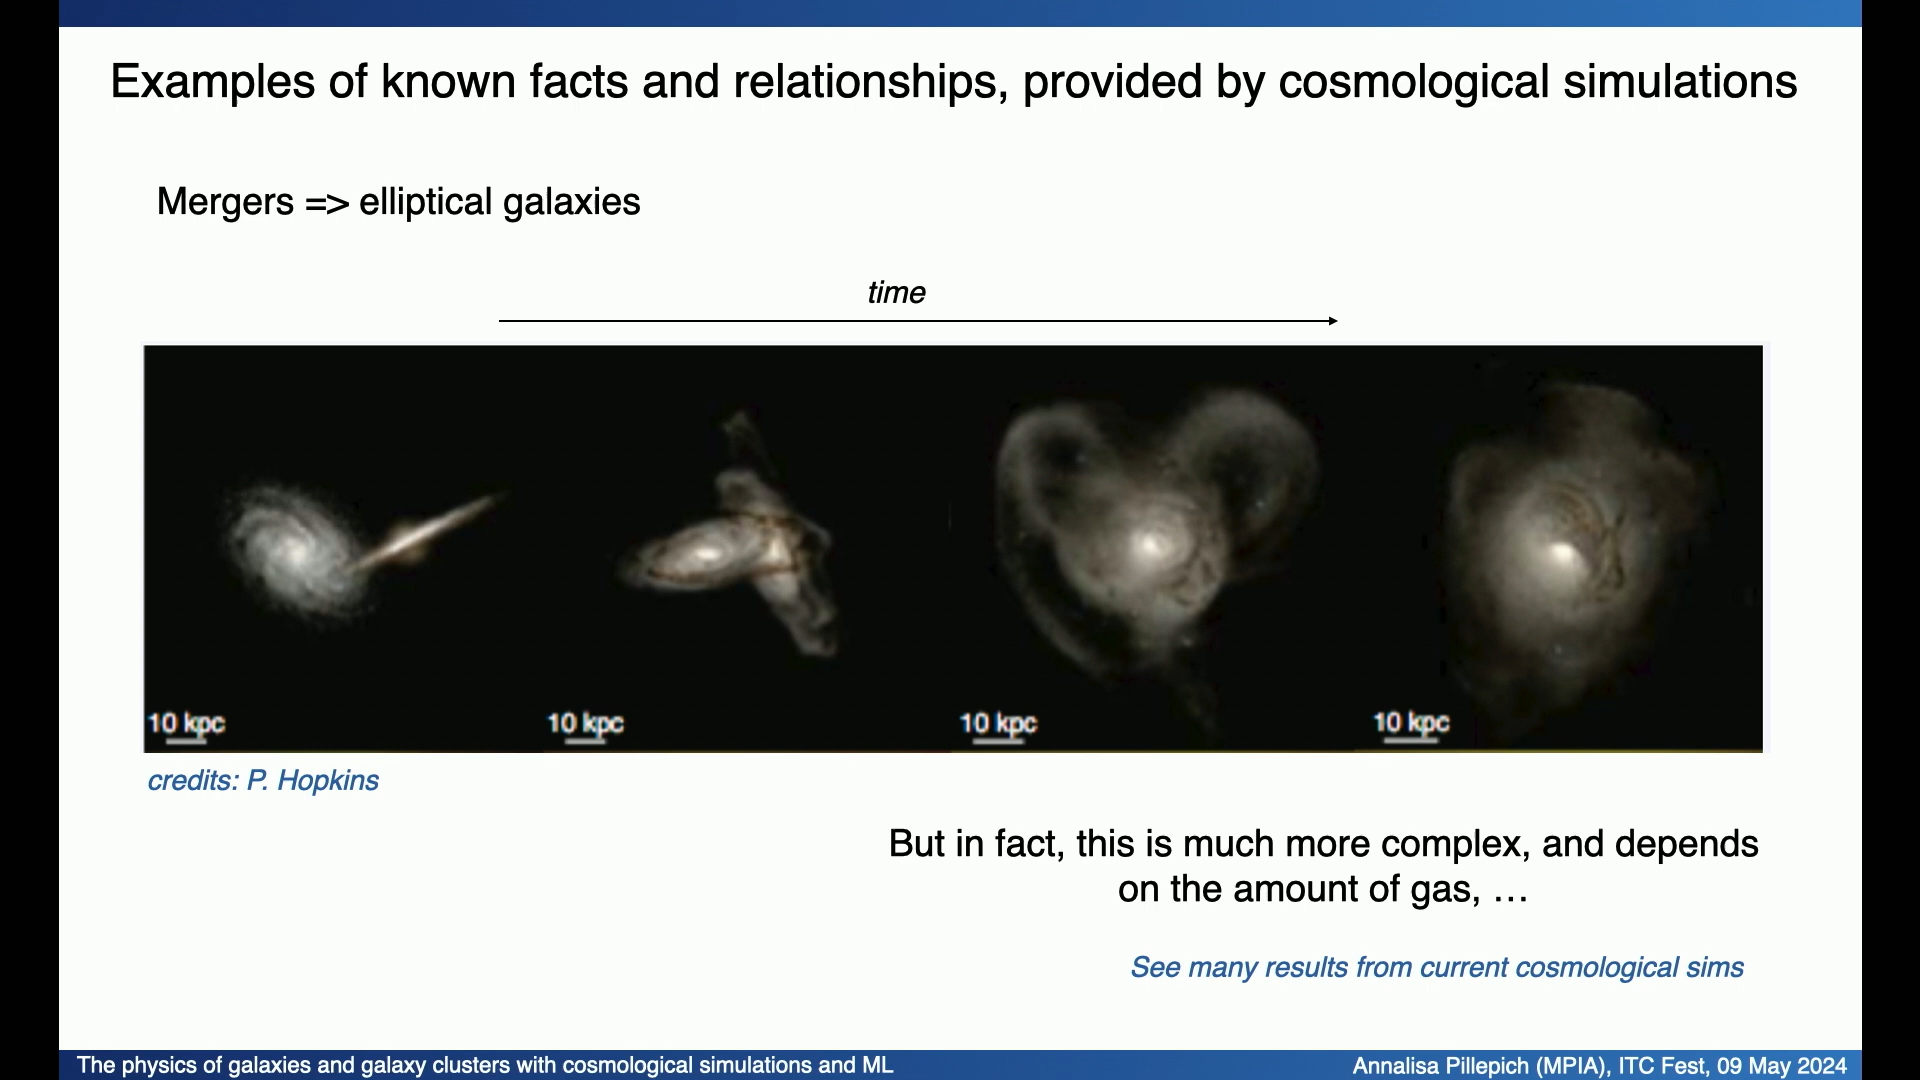 Examples of known facts and relationships, provided by cosmological simulations
Mergers => elliptical galaxies
time
10 kpc
10 kpc
10 kpc
10 kpc
credits: P. Hopkins
But in fact, this is much more complex, and depends
on the amount of gas, …
See many results from current cosmological sims
The physics of galaxies and galaxy clusters with cosmological simulations and ML
Annalisa Pillepich (MPIA), ITC Fest, 09 May 2024